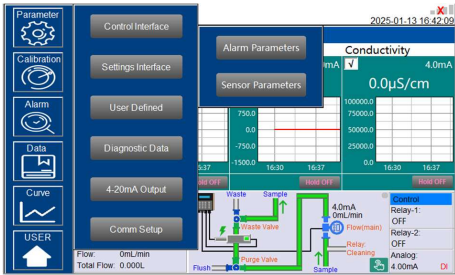 Parameter
2025-01-13 16:42:09
Control Interface
Alarm Parameters
Conductivity
mA
4.0mA
Calibration
Settings Interface
Sensor Parameters
0.0µS/cm
User Defined
100000.0
750.0
75000.0
Alarm
0.0
50000.0
Diagnostic Data
-750.0
25000.0
Data
-1500.0
0.0
5:37
16:30
16:37
16:30
16:37
4-20mA Output
Hold OFF
Hold OFF
Curve
Waste
Sample
Control
4.0mA
Relay-1:
0mL/min
OFF
Comm Setup
Waste Valve
Flow(main)
Relay-2:
USER
Relay:
OFF
Cleaning
Flow:
0mL/min
Analog:
Purge Valve
Total Flow:
0.000L
Flush
Sample
4.00mA
DI